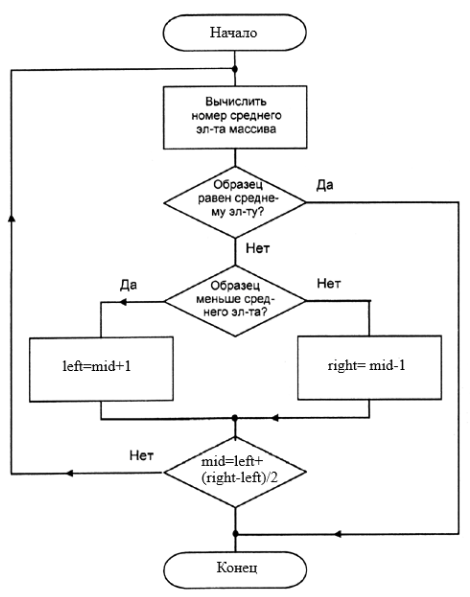 Начало
Вычислить
номер среднего
эл-та массива
Образец
равен средне-
му эл-ту?
Да
Нет
Образец
меньше сред-
него эл-та?
Да
Нет
left=mid+1
right= mid-1
mid=left+
(right-left)/2
Нет
Конец